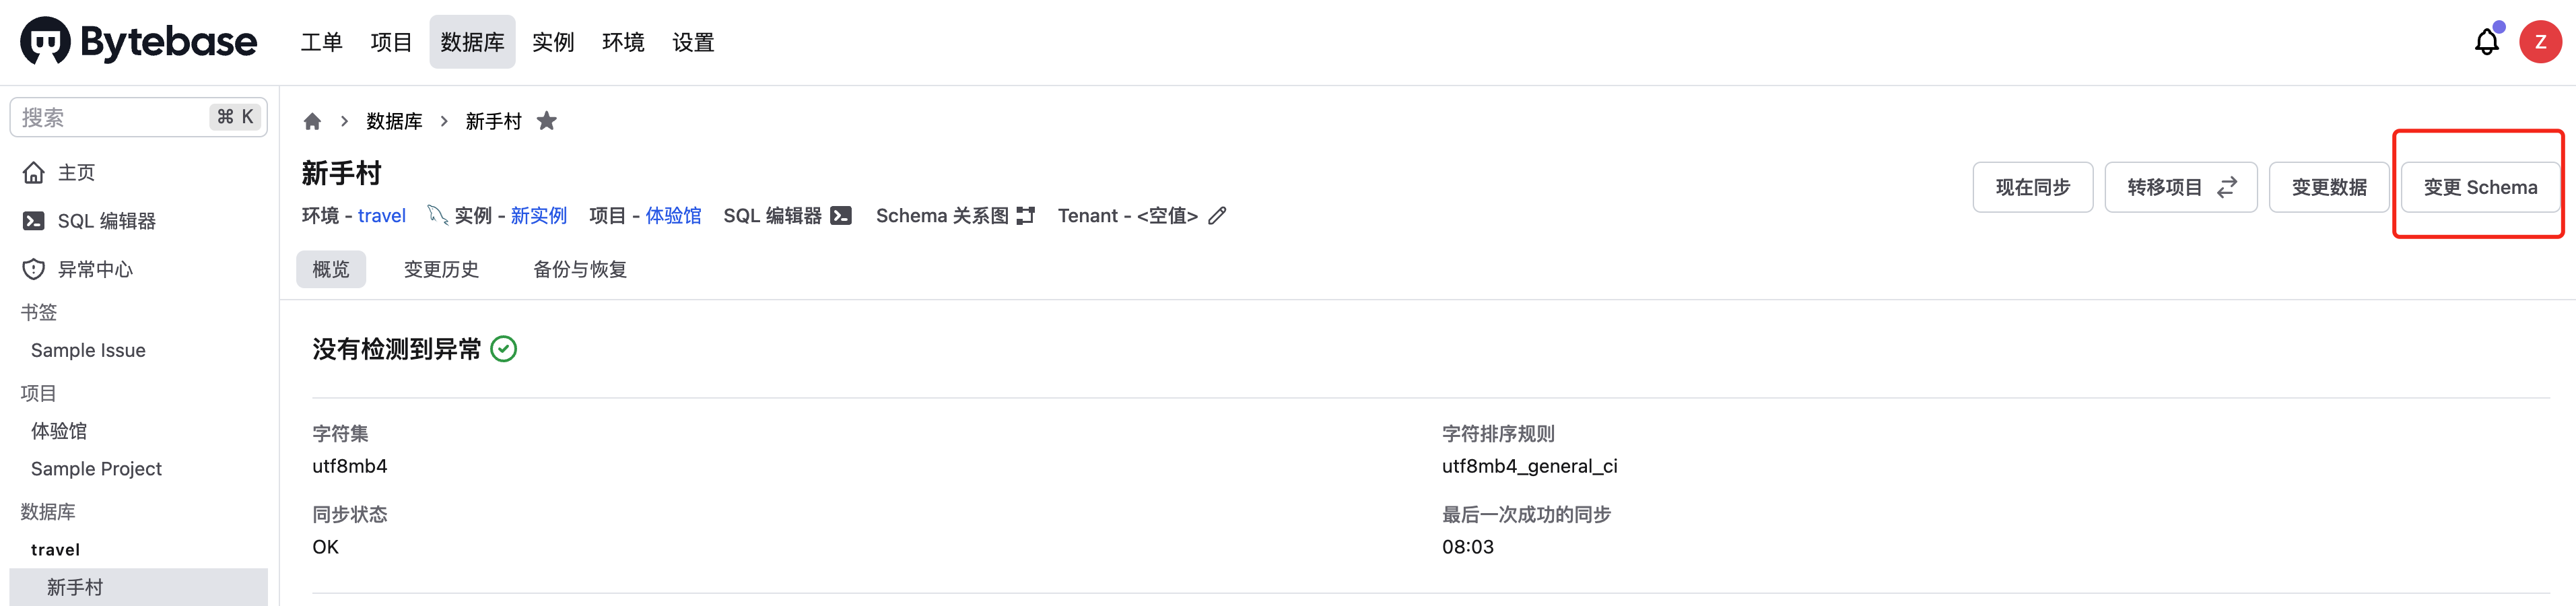 Bytebase 工单 项目 数据库 实例 环境 设置 Z
搜索 ⌘ K
主页
SQL 编辑器
异常中心
书签
Sample Issue
项目
体验馆
Sample Project
数据库
travel
新手村
数据库 > 新手村
新手村
现在同步 转移项目 变更数据 变更 Schema
环境 - travel 实例 - 新实例 项目 - 体验馆 SQL 编辑器 Schema 关系图 Tenant - <空值>
概览 变更历史 备份与恢复
没有检测到异常
字符集
utf8mb4
字符排序规则
utf8mb4_general_ci
同步状态
OK
最后一次成功的同步
08:03